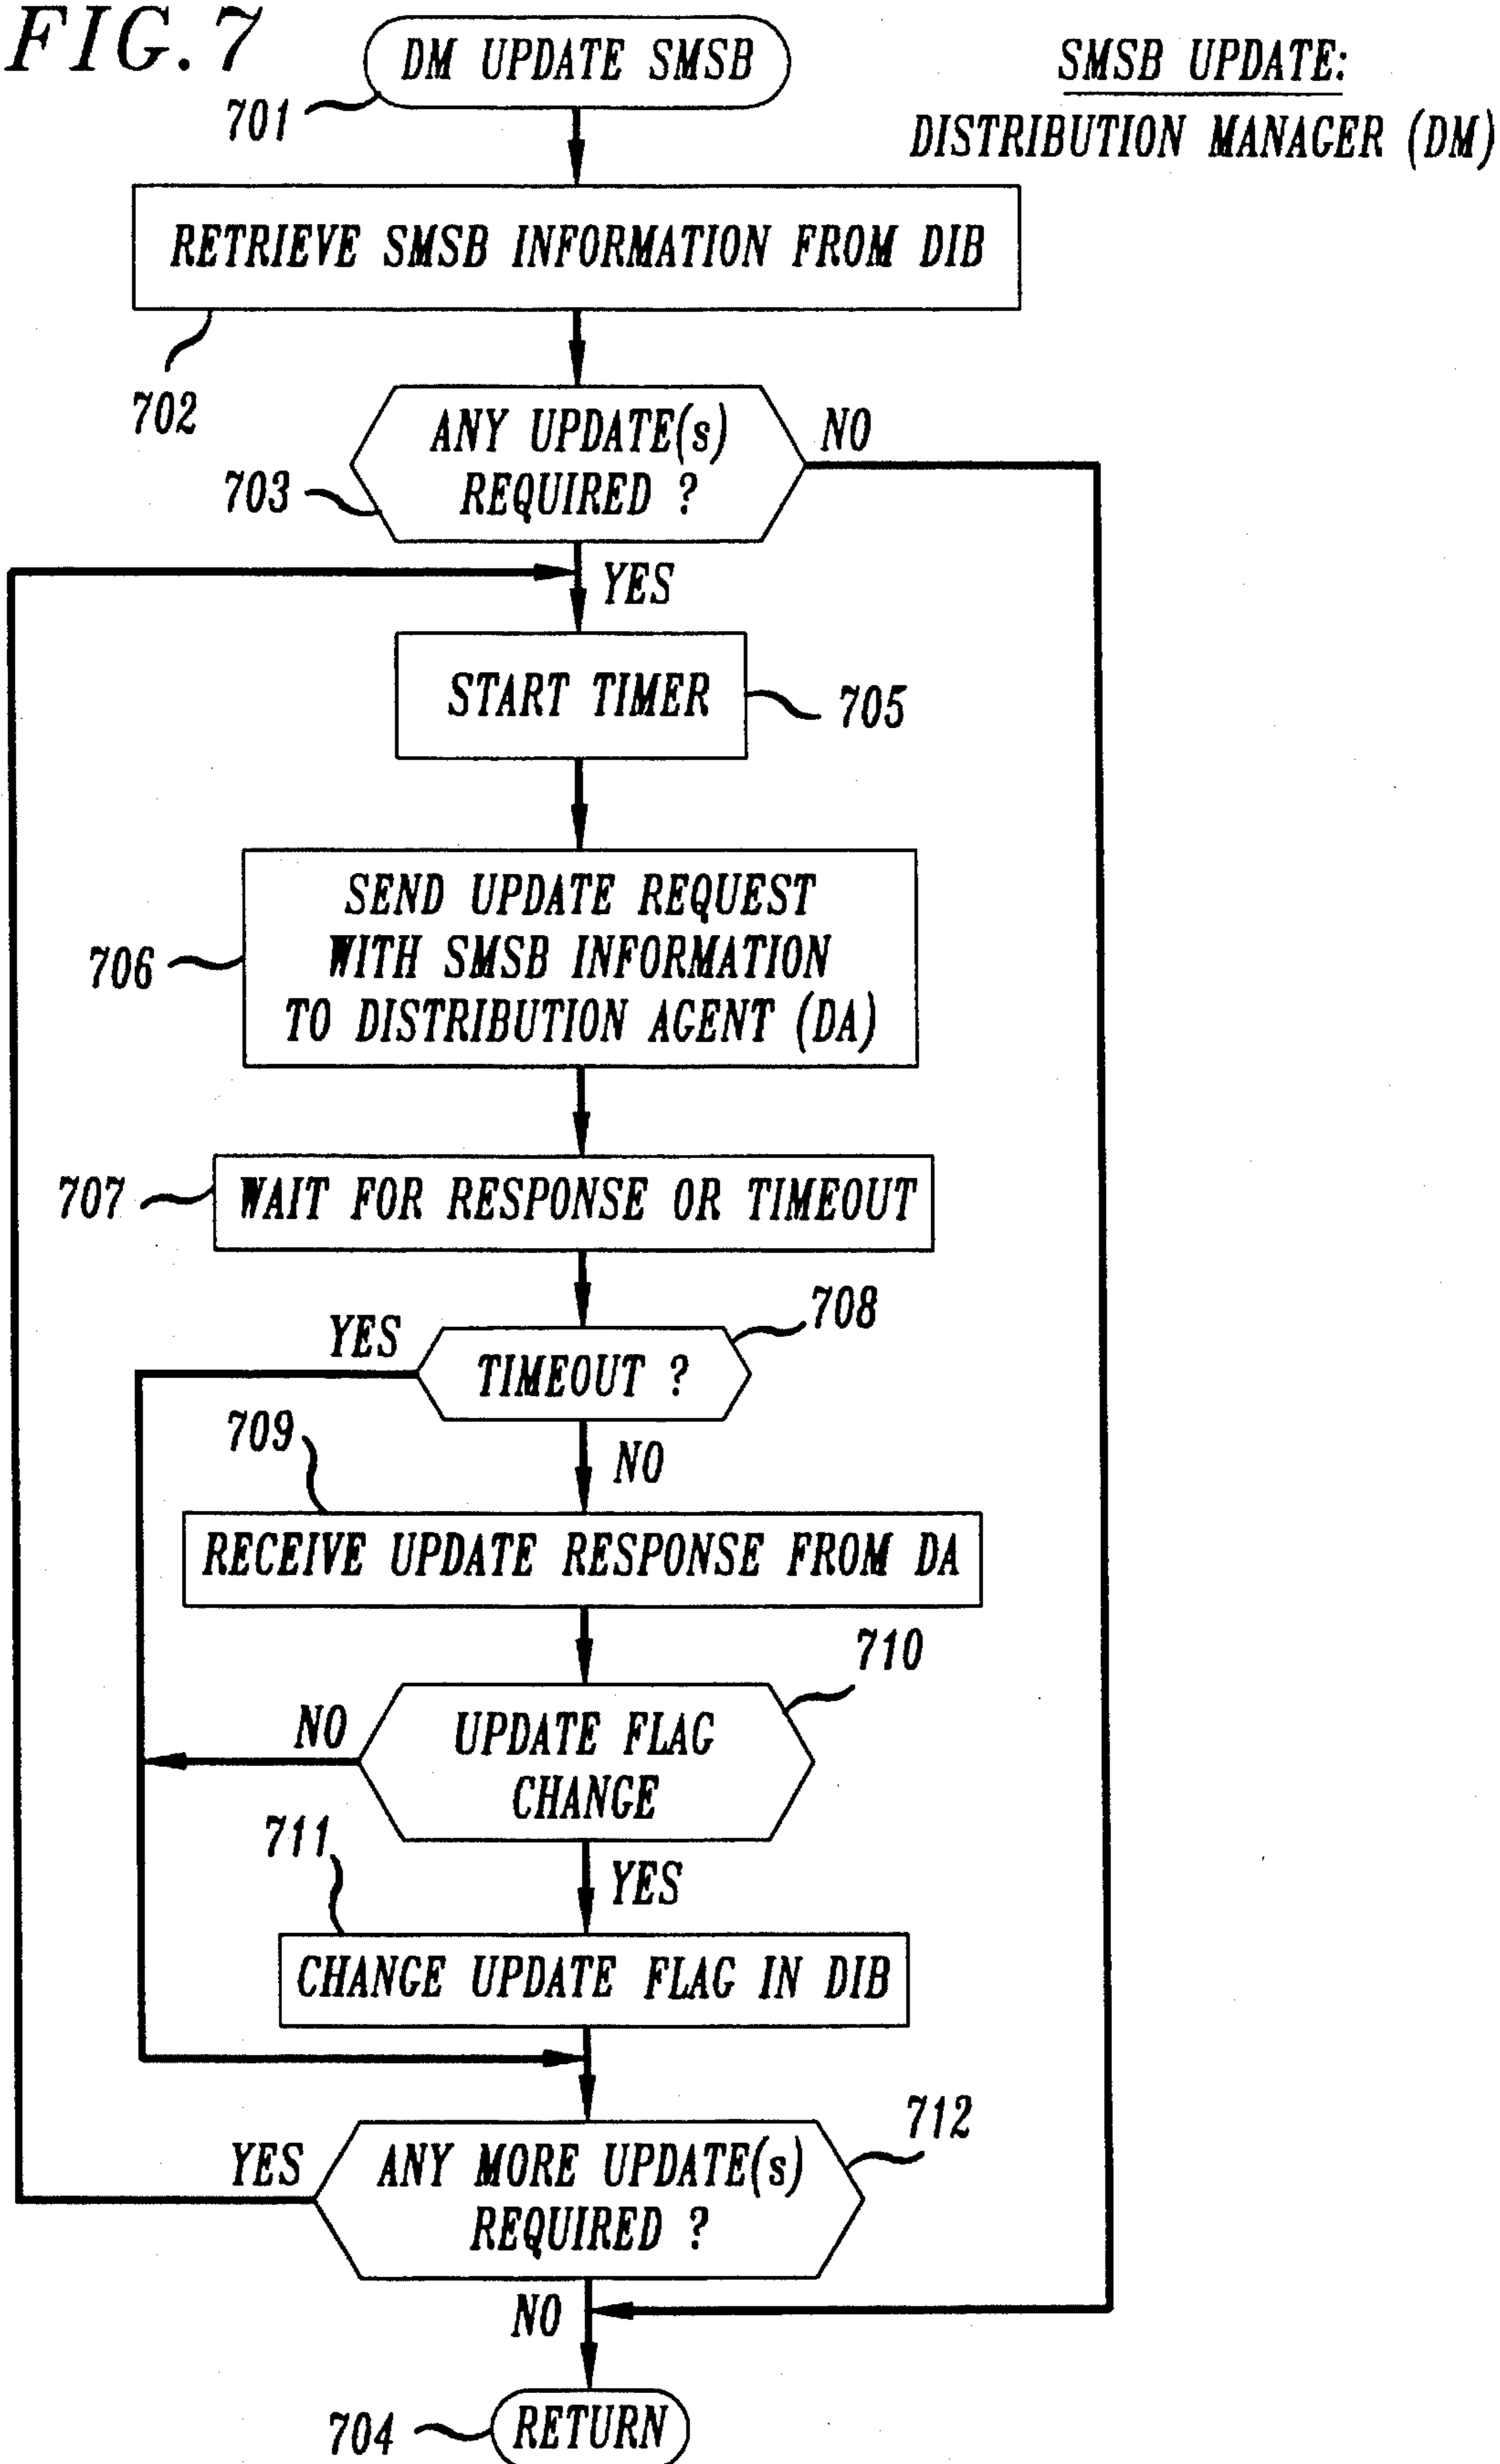 FIG. 7
DM UPDATE SMSB
701
SMSB UPDATE:
DISTRIBUTION MANAGER (DM)
RETRIEVE SMSB INFORMATION FROM DIB
702
ANY UPDATE(s)
REQUIRED ?
NO
703
YES
START TIMER
705
SEND UPDATE REQUEST
WITH SMSB INFORMATION
TO DISTRIBUTION AGENT (DA)
706
707
WAIT FOR RESPONSE OR TIMEOUT
708
YES
TIMEOUT ?
709
NO
RECEIVE UPDATE RESPONSE FROM DA
710
NO
UPDATE FLAG
CHANGE
711
YES
CHANGE UPDATE FLAG IN DIB
712
YES
ANY MORE UPDATE(s)
REQUIRED ?
NO
704
RETURN